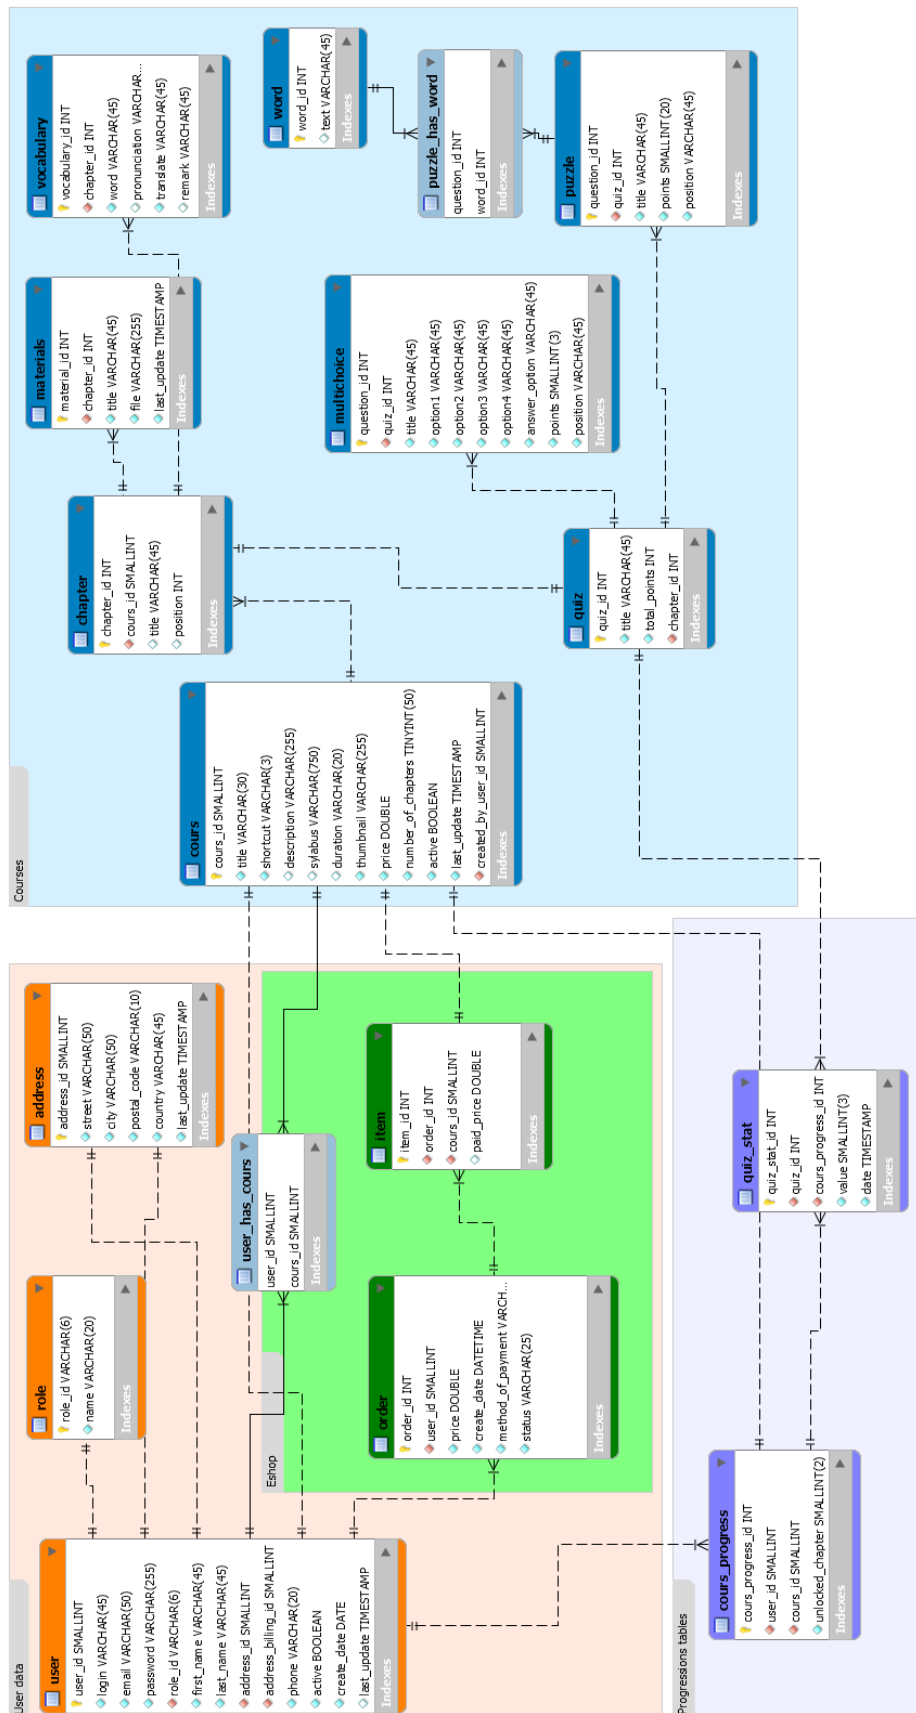 User data
user
user_id SMALLINT
login VARCHAR(45)
email VARCHAR(50)
password VARCHAR(255)
role_id VARCHAR(6)
first_name VARCHAR(45)
last_name VARCHAR(45)
address_id SMALLINT
address_billing_id SMALLINT
phone VARCHAR(20)
active BOOLEAN
create_date DATE
last_update TIMESTAMP
Indexes
role
role_id VARCHAR(6)
name VARCHAR(20)
Indexes
address
address_id SMALLINT
street VARCHAR(50)
city VARCHAR(50)
postal_code VARCHAR(10)
country VARCHAR(45)
last_update TIMESTAMP
Indexes
user_has_cours
user_id SMALLINT
cours_id SMALLINT
Indexes
Eshop
order
order_id INT
user_id SMALLINT
price DOUBLE
create_date DATETIME
method_of_payment VARCH...
status VARCHAR(25)
Indexes
item
item_id INT
order_id INT
cours_id SMALLINT
paid_price DOUBLE
Indexes
Progressions tables
cours_progress
cours_progress_id INT
user_id SMALLINT
cours_id SMALLINT
unlocked_chapter SMALLINT(2)
Indexes
quiz_stat
quiz_stat_id INT
quiz_id INT
cours_progress_id INT
value SMALLINT(3)
date TIMESTAMP
Indexes
Courses
cours
cours_id SMALLINT
title VARCHAR(30)
shortcut VARCHAR(3)
description VARCHAR(255)
sylabus VARCHAR(750)
duration VARCHAR(20)
thumbnail VARCHAR(255)
price DOUBLE
number_of_chapters TINYINT(50)
active BOOLEAN
last_update TIMESTAMP
created_by_user_id SMALLINT
Indexes
chapter
chapter_id INT
cours_id SMALLINT
title VARCHAR(45)
position INT
Indexes
materials
material_id INT
chapter_id INT
title VARCHAR(45)
file VARCHAR(255)
last_update TIMESTAMP
Indexes
vocabulary
vocabulary_id INT
chapter_id INT
word VARCHAR(45)
pronunciation VARCHAR...
translate VARCHAR(45)
remark VARCHAR(45)
Indexes
quiz
quiz_id INT
title VARCHAR(45)
total_points INT
chapter_id INT
Indexes
multichoice
question_id INT
quiz_id INT
title VARCHAR(45)
option1 VARCHAR(45)
option2 VARCHAR(45)
option3 VARCHAR(45)
option4 VARCHAR(45)
answer_option VARCHAR(45)
points SMALLINT(3)
position VARCHAR(45)
Indexes
word
word_id INT
text VARCHAR(45)
Indexes
puzzle_has_word
question_id INT
word_id INT
Indexes
puzzle
question_id INT
quiz_id INT
title VARCHAR(45)
points SMALLINT(20)
position VARCHAR(45)
Indexes